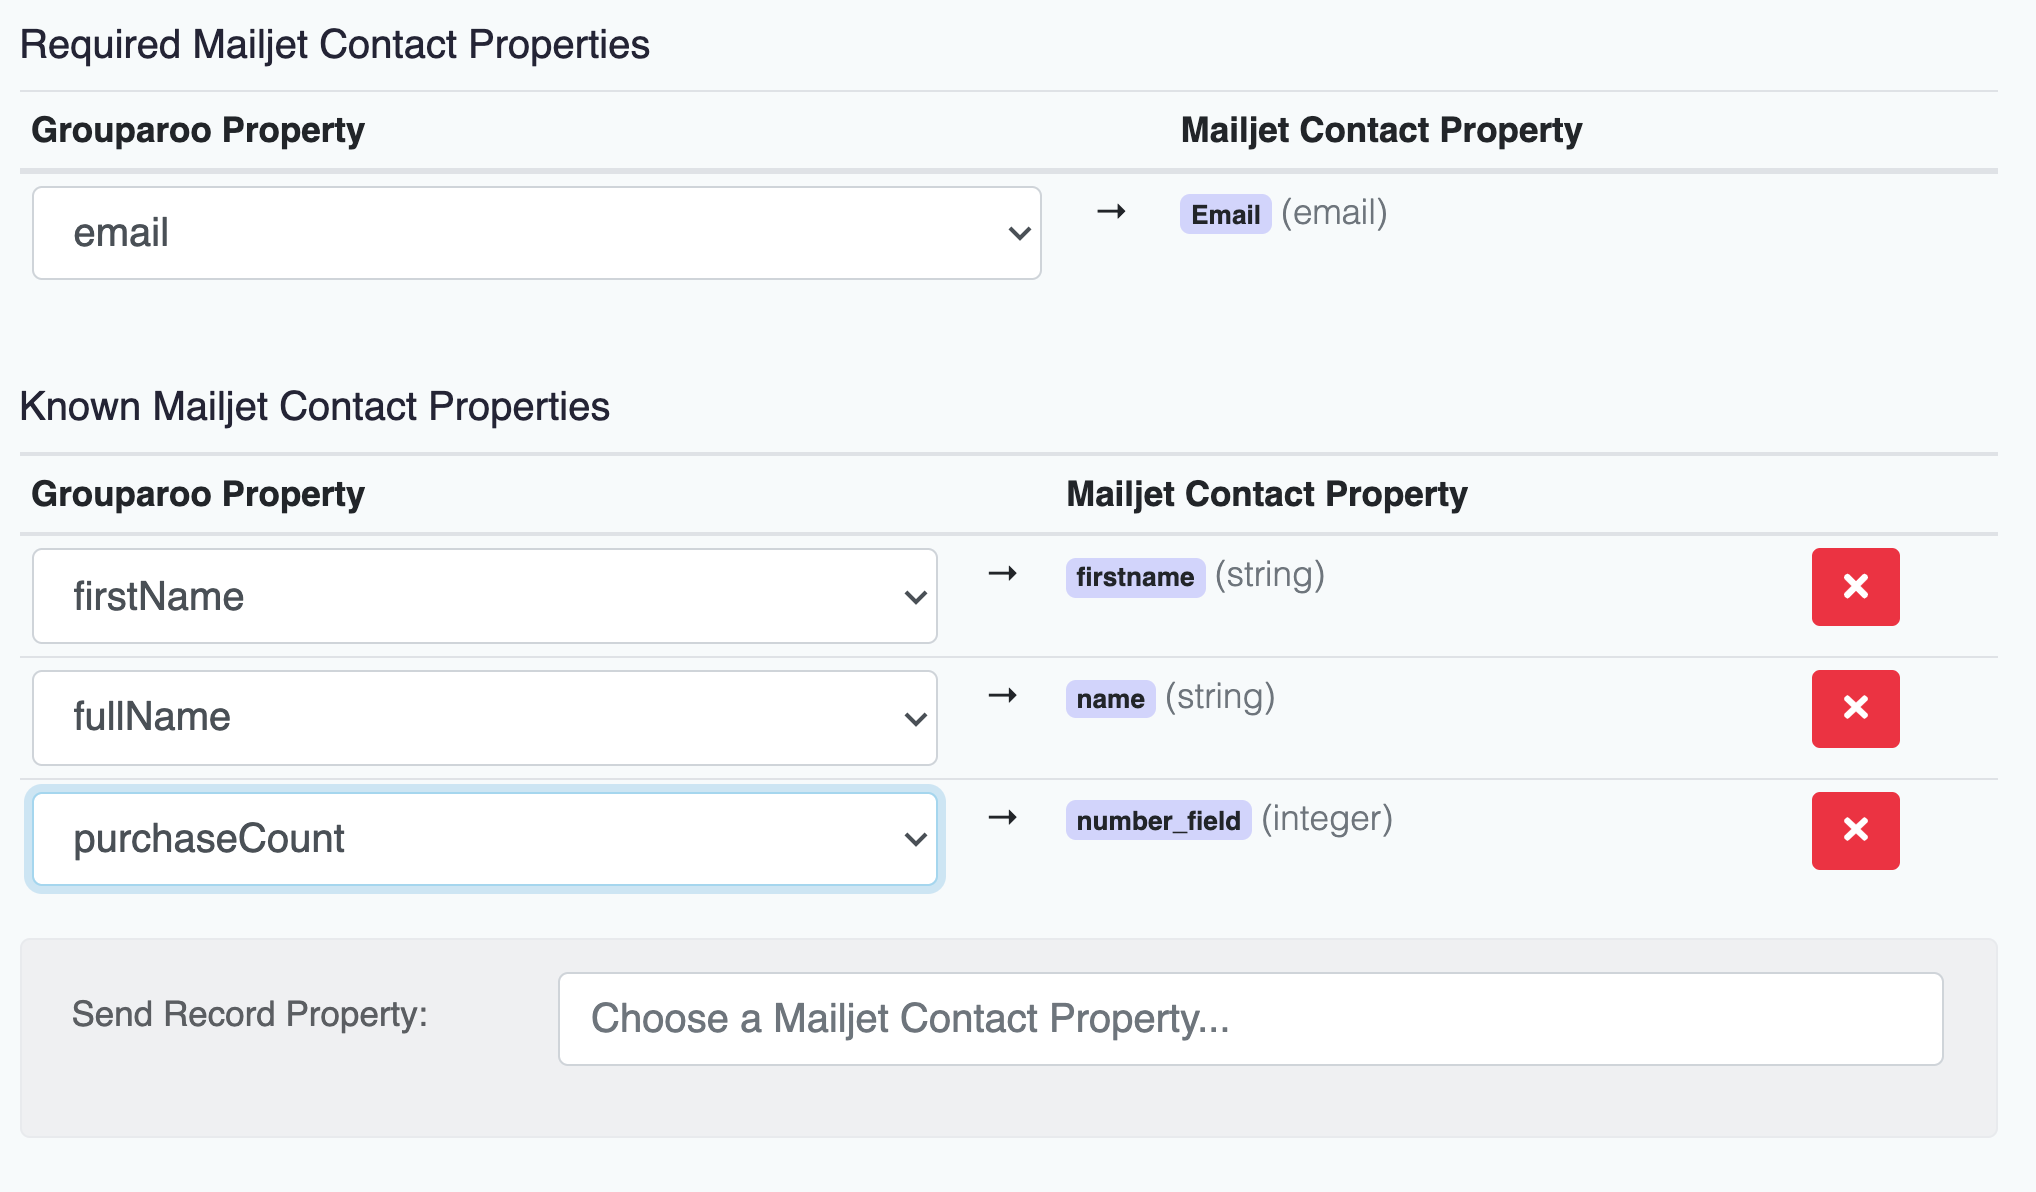 Required Mailjet Contact Properties
Grouparoo Property Mailjet Contact Property
email → Email (email)
Known Mailjet Contact Properties
Grouparoo Property Mailjet Contact Property
firstName → firstname (string)
fullName → name (string)
purchaseCount → number_field (integer)
Send Record Property: Choose a Mailjet Contact Property...